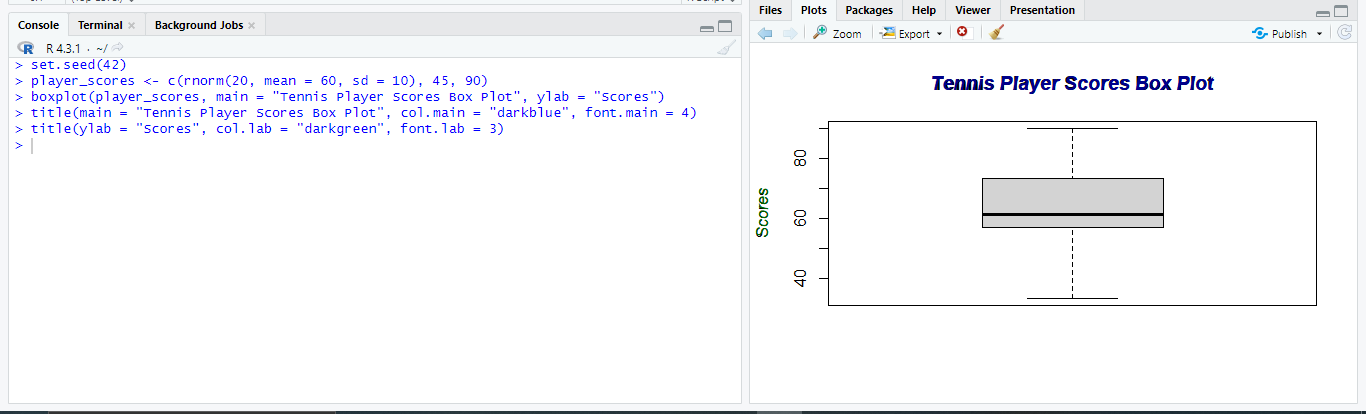 Console Terminal Background Jobs
R 4.3.1 · ~/
> set.seed(42)
> player_scores <- c(rnorm(20, mean = 60, sd = 10), 45, 90)
> boxplot(player_scores, main = "Tennis Player Scores Box Plot", ylab = "Scores")
> title(main = "Tennis Player Scores Box Plot", col.main = "darkblue", font.main = 4)
> title(ylab = "Scores", col.lab = "darkgreen", font.lab = 3)
>
Files Plots Packages Help Viewer Presentation
Zoom Export Publish
Tennis Player Scores Box Plot
Scores
80
60
40